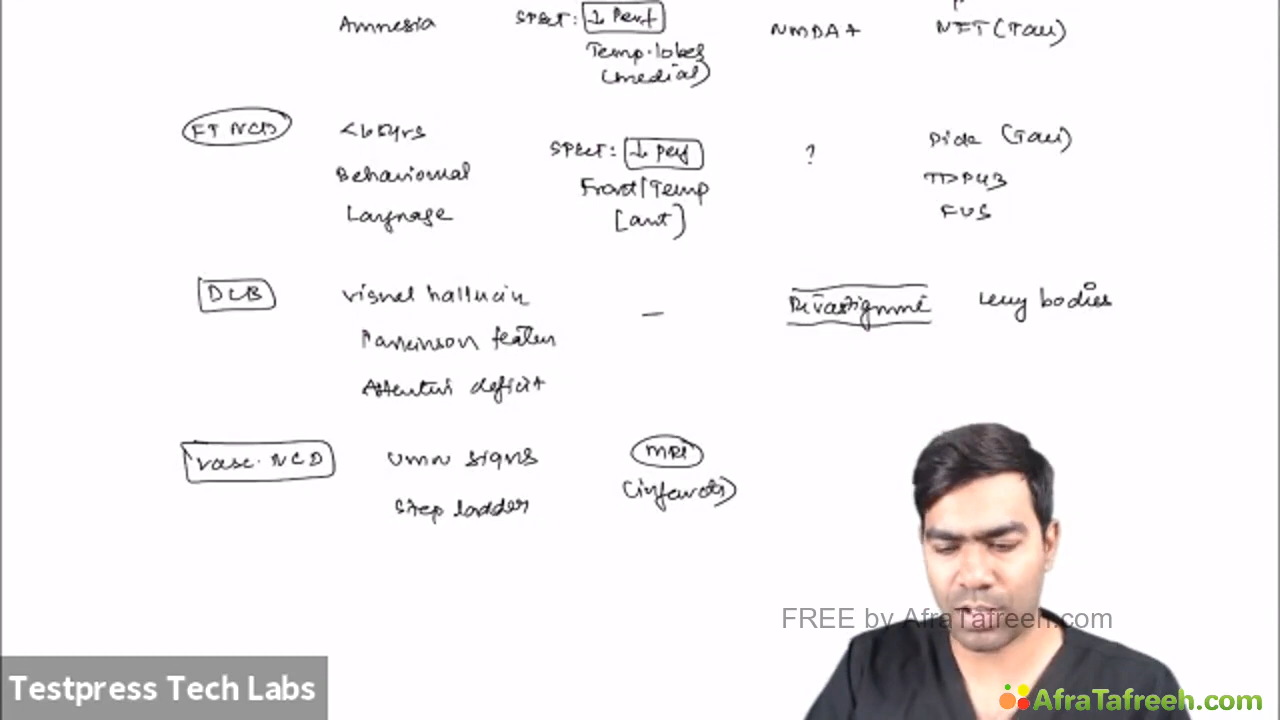 Amnesia SPECT: ↓ Perf NMDA + NFT (Tau)
Temp. lobes
(medial)
FT NCD <65yrs SPECT: ↓ Perf ? Pick (Tau)
Behavioural Front/Temp TDP43
Language [ant] FUS
DLB visual hallucin — Rivastigmine lewy bodies
Parkinson featur
Attention deficit
Vasc. NCD UMN signs MRI
Step ladder (infarcts)
FREE by AfraTafreeh.com
Testpress Tech Labs
AfraTafreeh.com